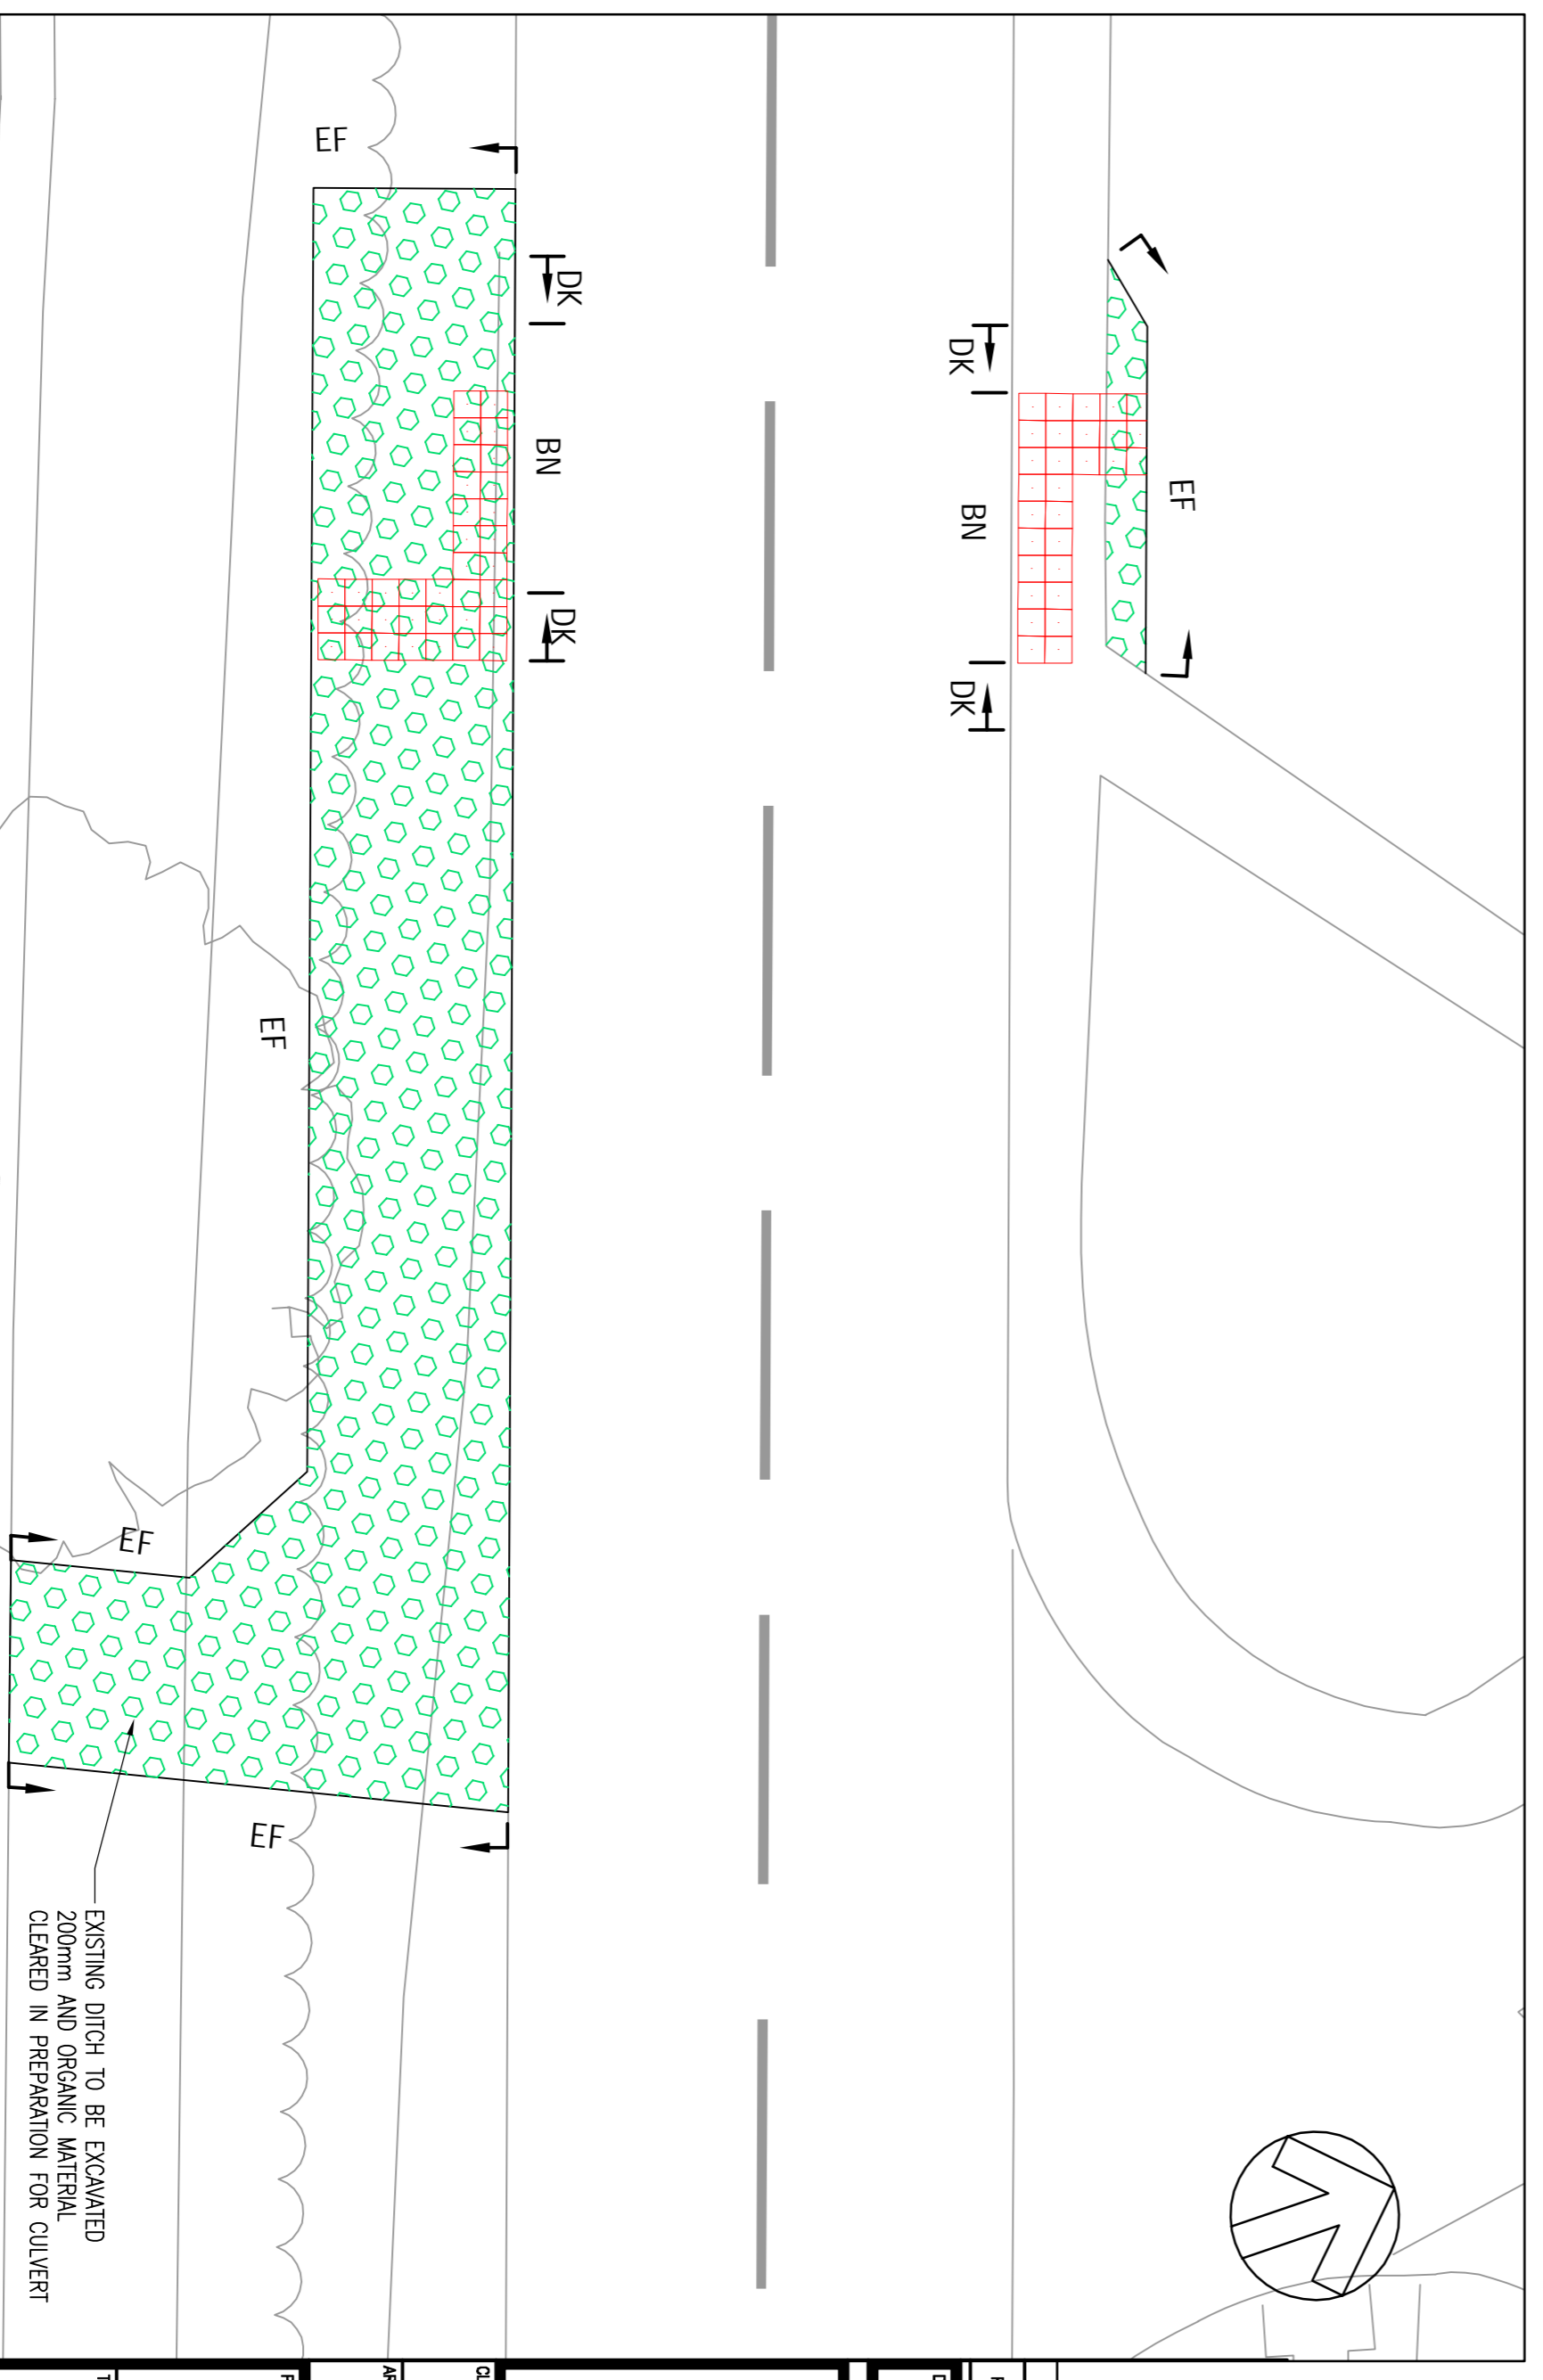 EF
DK
DK
BN
EF
BN
DK
DK
EF
EF
EF
EXISTING DITCH TO BE EXCAVATED
200mm AND ORGANIC MATERIAL
CLEARED IN PREPARATION FOR CULVERT